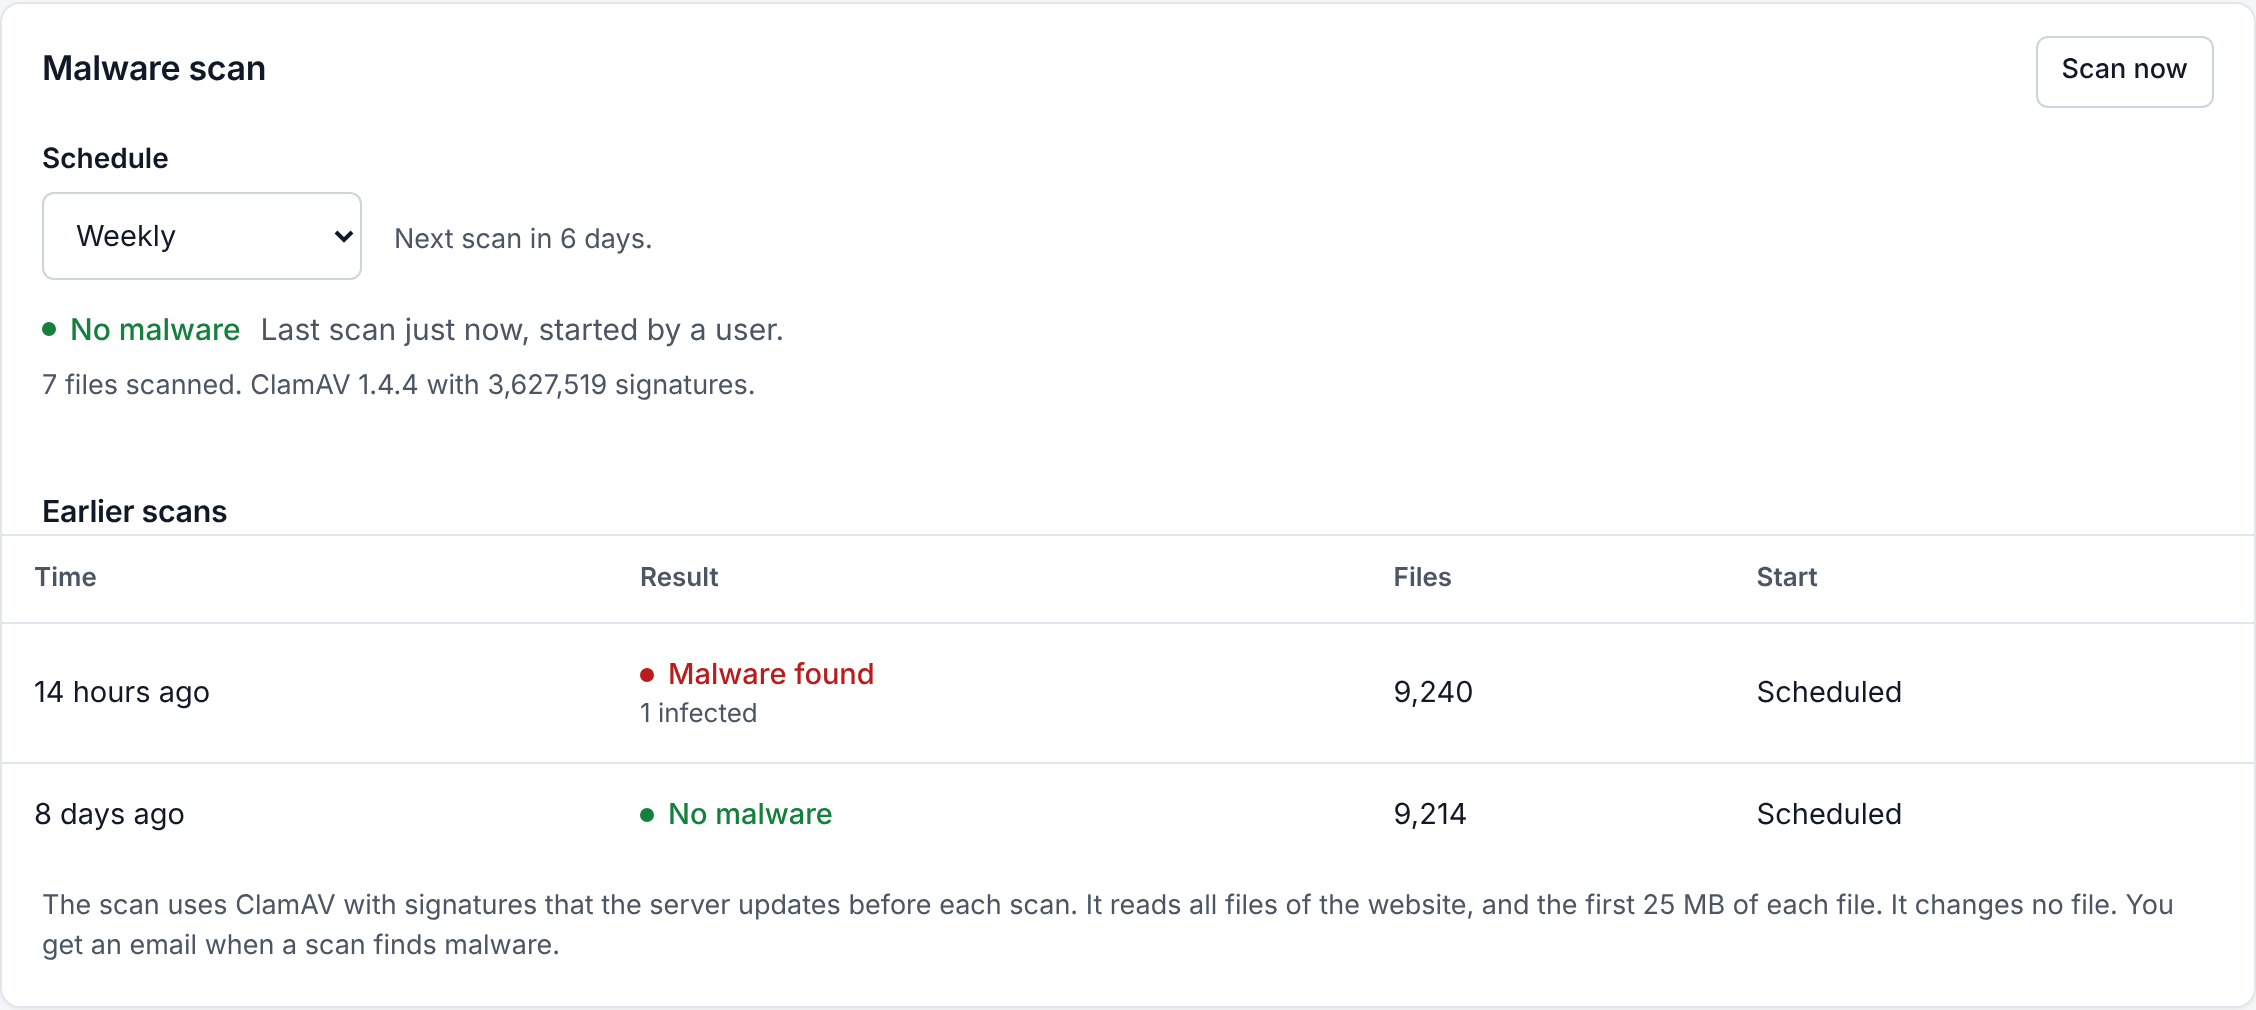 Malware scan
Scan now
Schedule
Weekly
Next scan in 6 days.
No malware Last scan just now, started by a user.
7 files scanned. ClamAV 1.4.4 with 3,627,519 signatures.
Earlier scans
Time Result Files Start
14 hours ago Malware found 9,240 Scheduled
1 infected
8 days ago No malware 9,214 Scheduled
The scan uses ClamAV with signatures that the server updates before each scan. It reads all files of the website, and the first 25 MB of each file. It changes no file. You
get an email when a scan finds malware.